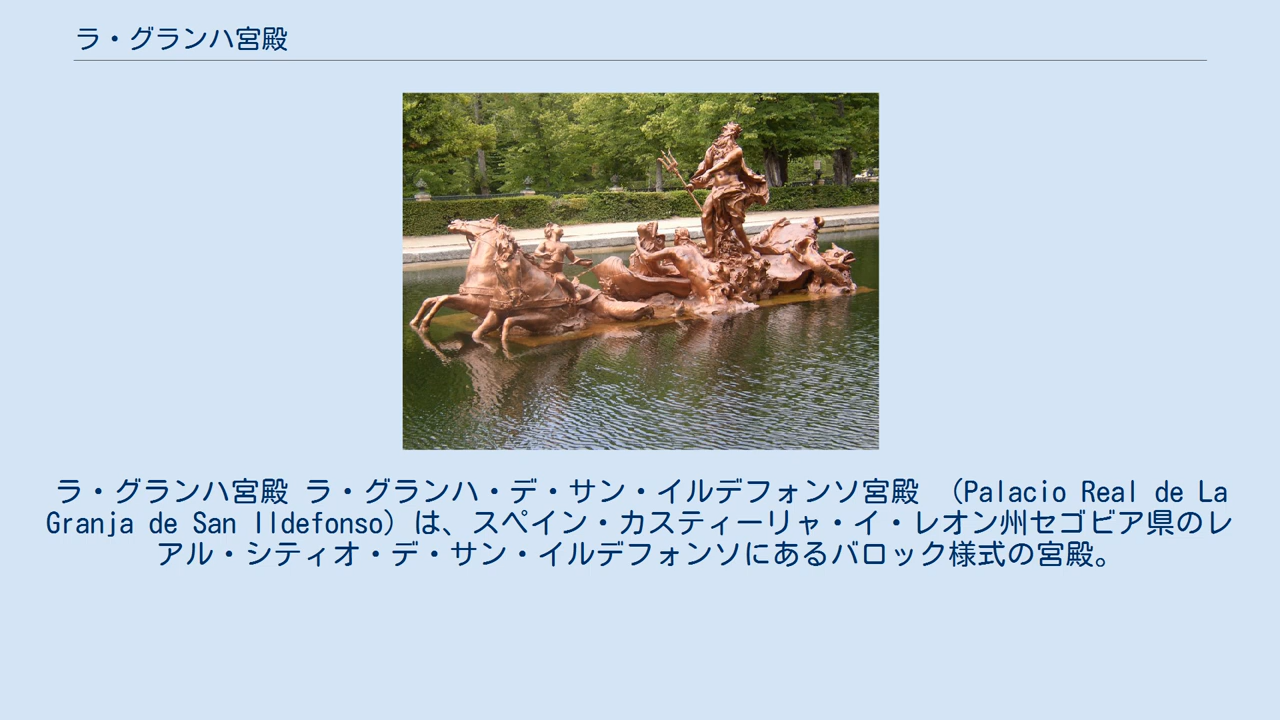 ラ・グランハ宮殿
ラ・グランハ宮殿 ラ・グランハ・デ・サン・イルデフォンソ宮殿 （Palacio Real de La
Granja de San Ildefonso）は、スペイン・カスティーリャ・イ・レオン州セゴビア県のレ
アル・シティオ・デ・サン・イルデフォンソにあるバロック様式の宮殿。